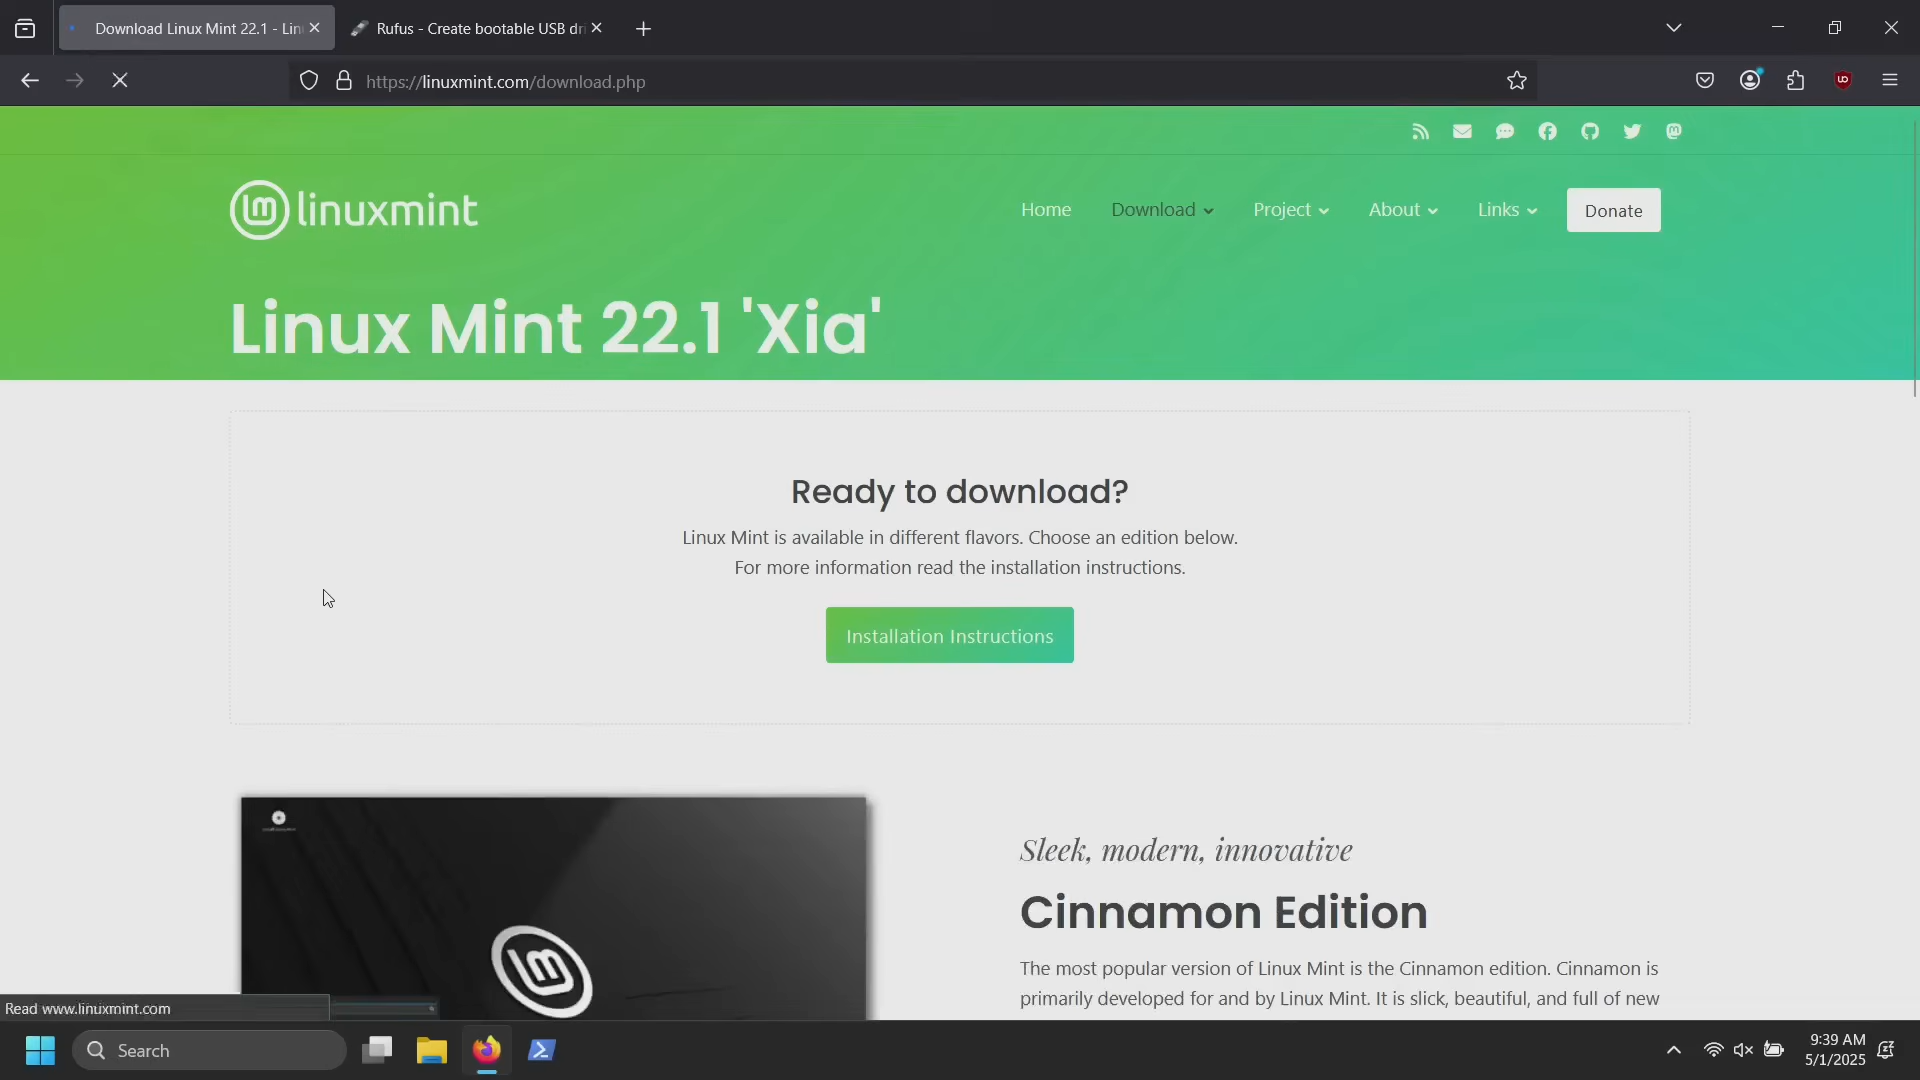 Download Linux Mint 22.1 - Lin
Rufus - Create bootable USB dri
https://linuxmint.com/download.php
linuxmint
Home
Download
Project
About
Links
Donate
Linux Mint 22.1 'Xia'
Ready to download?
Linux Mint is available in different flavors. Choose an edition below.
For more information read the installation instructions.
Installation Instructions
Sleek, modern, innovative
Cinnamon Edition
The most popular version of Linux Mint is the Cinnamon edition. Cinnamon is
primarily developed for and by Linux Mint. It is slick, beautiful, and full of new
Read www.linuxmint.com
Search
9:39 AM
5/1/2025